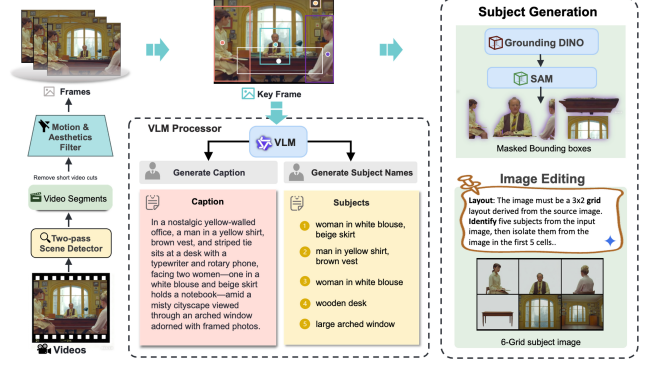 Frames
Motion &
Aesthetics
Filter
Remove short video cuts
Video Segments
Two-pass
Scene Detector
Videos
Key Frame
VLM Processor
VLM
Generate Caption
Generate Subject Names
Caption
In a nostalgic yellow-walled
office, a man in a yellow shirt,
brown vest, and striped tie
sits at a desk with a
typewriter and rotary phone,
facing two women—one in a
white blouse and beige skirt
holds a notebook—amid a
misty cityscape viewed
through an arched window
adorned with framed photos.
Subjects
1 woman in white blouse,
beige skirt
2 man in yellow shirt,
brown vest
3 woman in white blouse
4 wooden desk
5 large arched window
Subject Generation
Grounding DINO
SAM
Masked Bounding boxes
Image Editing
Layout: The image must be a 3x2 grid
layout derived from the source image.
Identify five subjects from the input
image, then isolate them from the
image in the first 5 cells..
6-Grid subject image